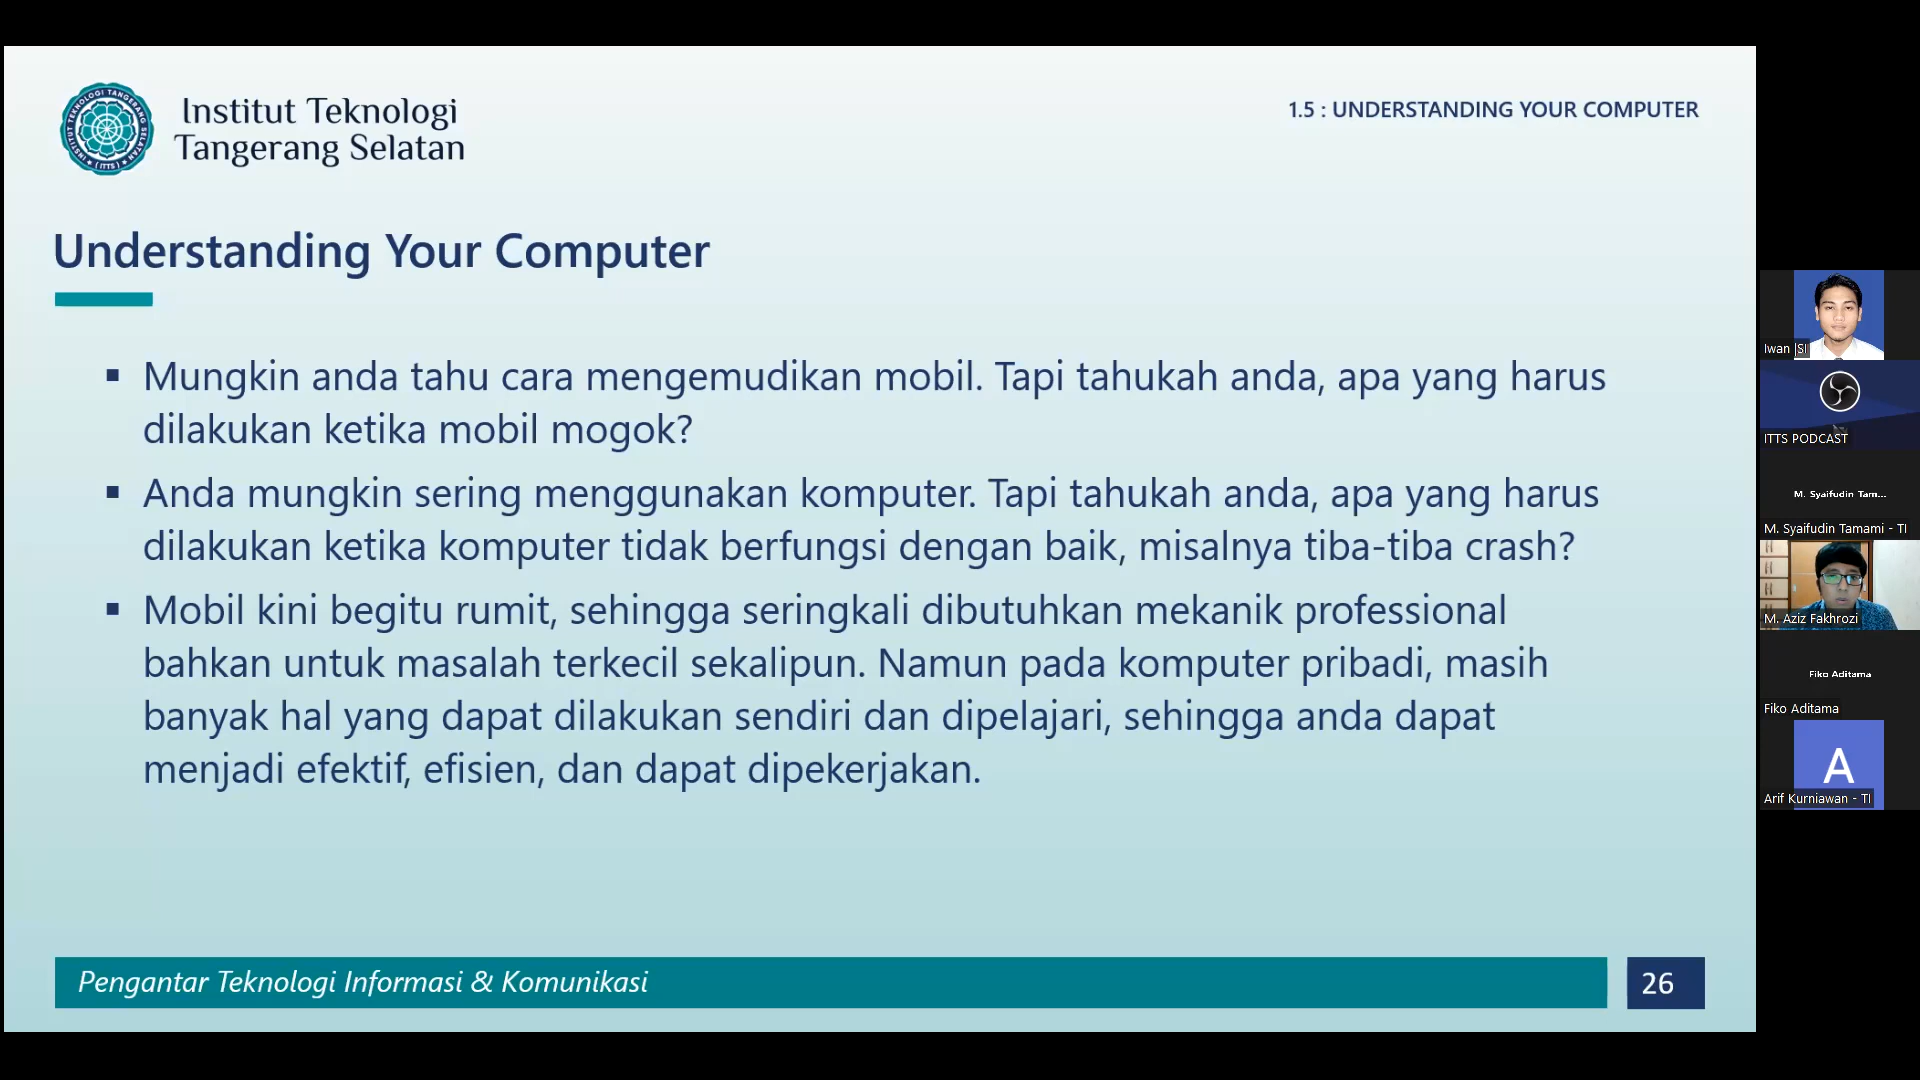 Institut Teknologi
Tangerang Selatan
1.5 : UNDERSTANDING YOUR COMPUTER
Understanding Your Computer
▪ Mungkin anda tahu cara mengemudikan mobil. Tapi tahukah anda, apa yang harus
dilakukan ketika mobil mogok?
▪ Anda mungkin sering menggunakan komputer. Tapi tahukah anda, apa yang harus
dilakukan ketika komputer tidak berfungsi dengan baik, misalnya tiba-tiba crash?
▪ Mobil kini begitu rumit, sehingga seringkali dibutuhkan mekanik professional
bahkan untuk masalah terkecil sekalipun. Namun pada komputer pribadi, masih
banyak hal yang dapat dilakukan sendiri dan dipelajari, sehingga anda dapat
menjadi efektif, efisien, dan dapat dipekerjakan.
Pengantar Teknologi Informasi & Komunikasi
26
Iwan |SI
ITTS PODCAST
M. Syaifudin Tam...
M. Syaifudin Tamami - TI
M. Aziz Fakhrozi
Fiko Aditama
Fiko Aditama
A
Arif Kurniawan - TI
INSTITUT TEKNOLOGI TANGERANG SELATAN
( ITTS )